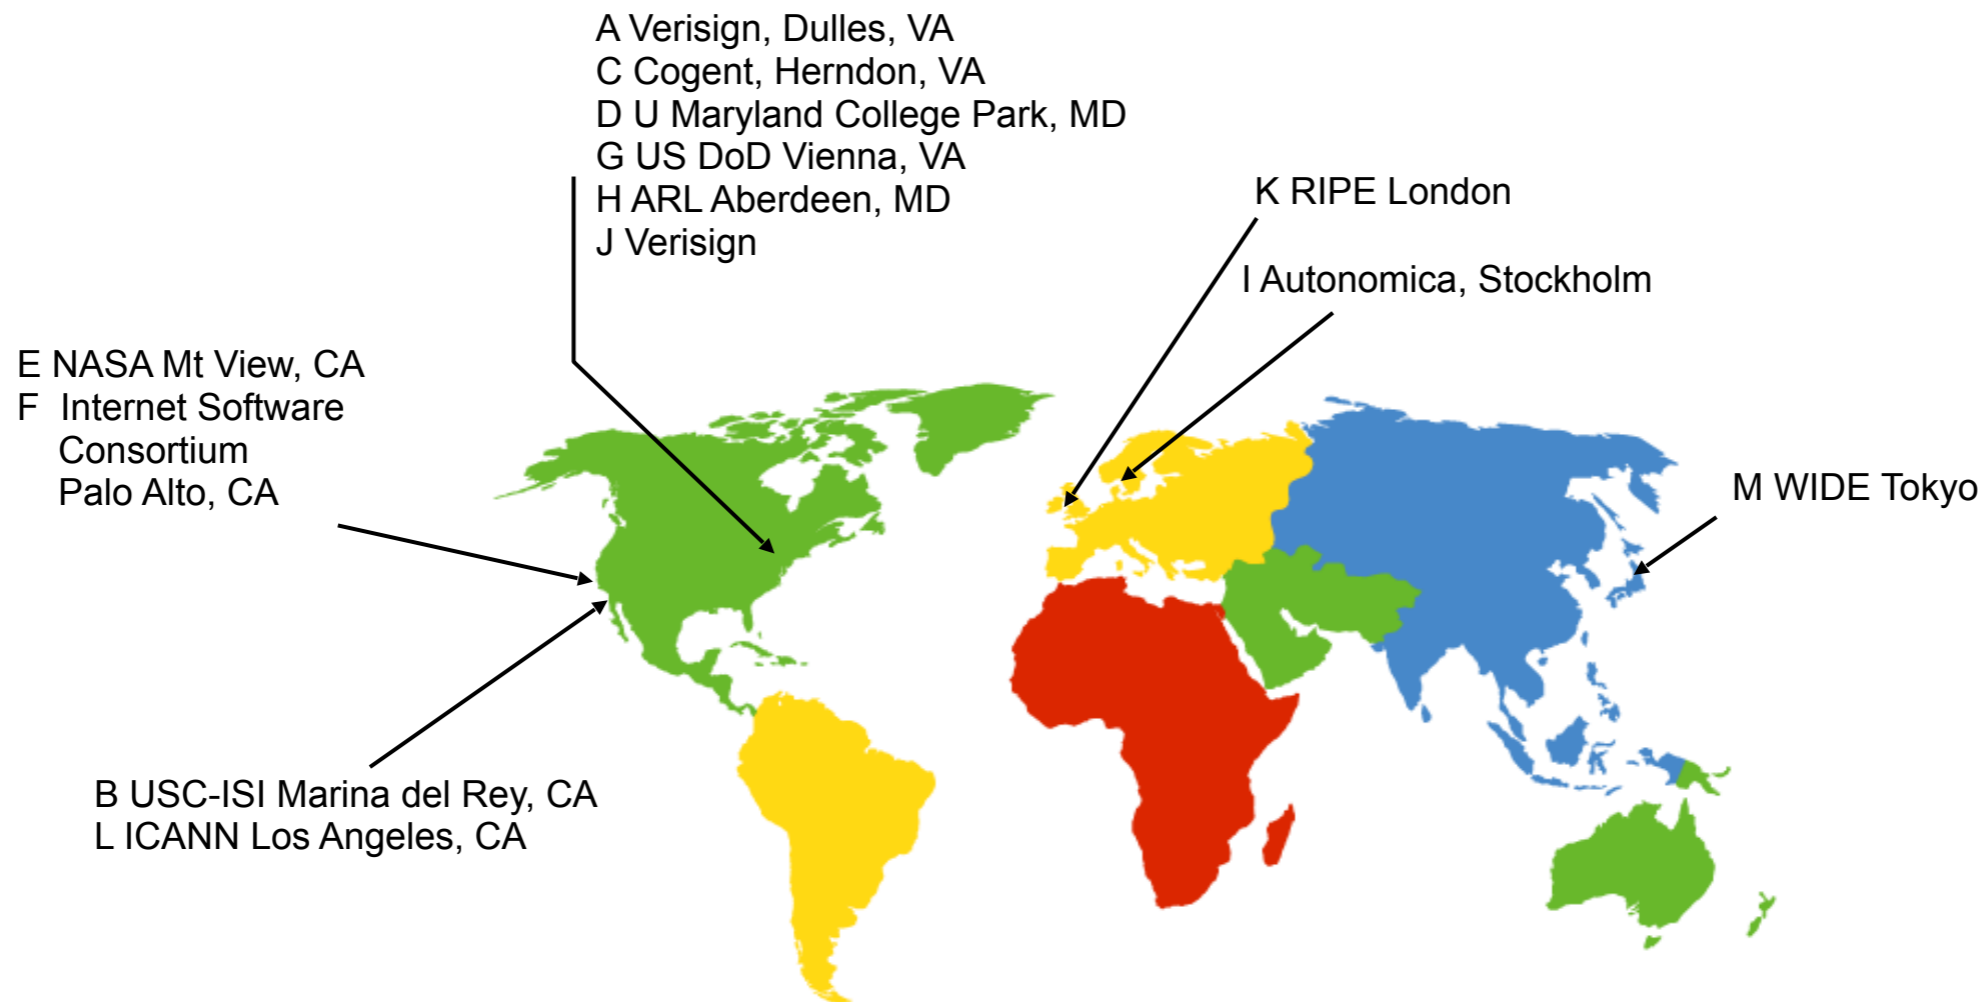 A Verisign, Dulles, VA
C Cogent, Herndon, VA
D U Maryland College Park, MD
G US DoD Vienna, VA
H ARL Aberdeen, MD
J Verisign
K RIPE London
I Autonomica, Stockholm
E NASA Mt View, CA
F Internet Software
Consortium
Palo Alto, CA
M WIDE Tokyo
B USC-ISI Marina del Rey, CA
L ICANN Los Angeles, CA